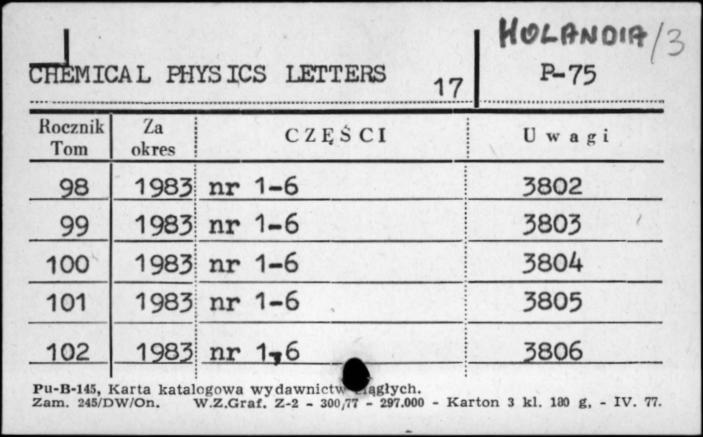 HOLANDIA/3
CHEMICAL PHYSICS LETTERS 17 P-75
Rocznik Tom Za okres CZĘŚCI Uwagi
98 1983 nr 1-6 3802
99 1983 nr 1-6 3803
100 1983 nr 1-6 3804
101 1983 nr 1-6 3805
102 1983 nr 1,6 3806
Pu-B-145, Karta katalogowa wydawnictw ciągłych.
Zam. 245/DW/On. W.Z.Graf. Z-2 - 300/77 - 297.000 - Karton 3 kl. 180 g, - IV. 77.